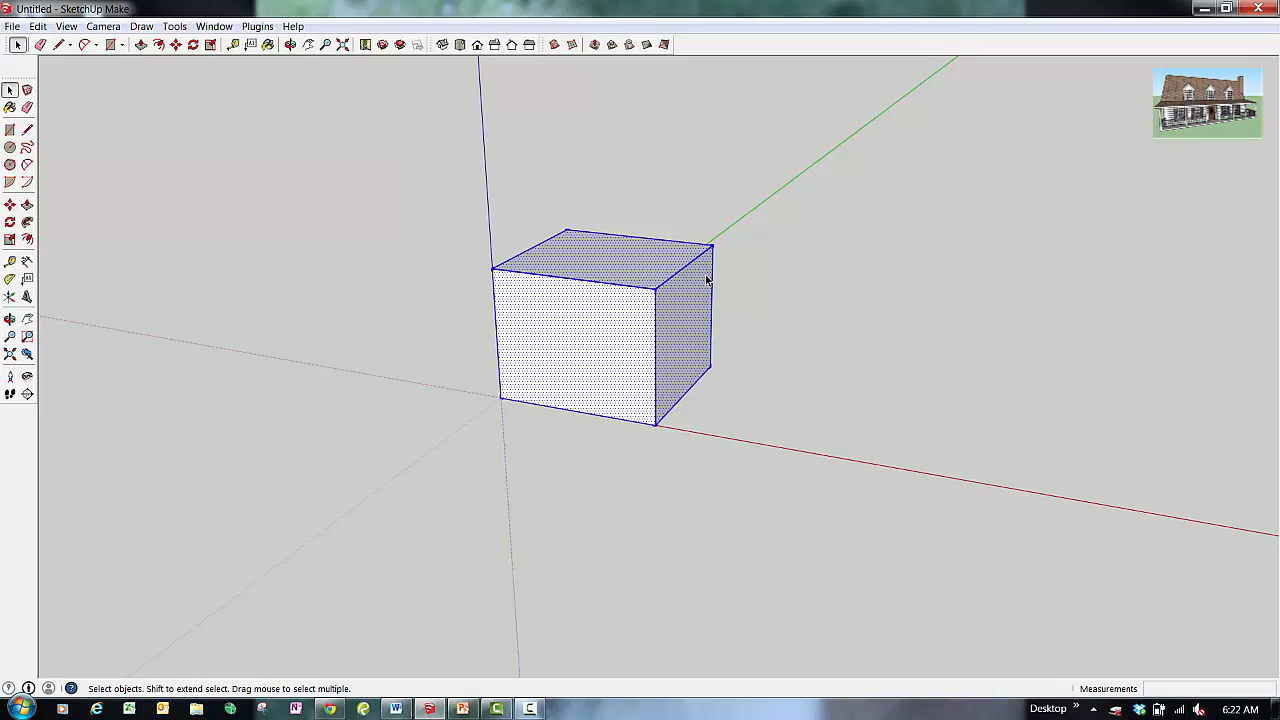 Untitled - SketchUp Make
File Edit View Camera Draw Tools Window Plugins Help
Select objects. Shift to extend select. Drag mouse to select multiple.
Measurements
Desktop
6:22 AM